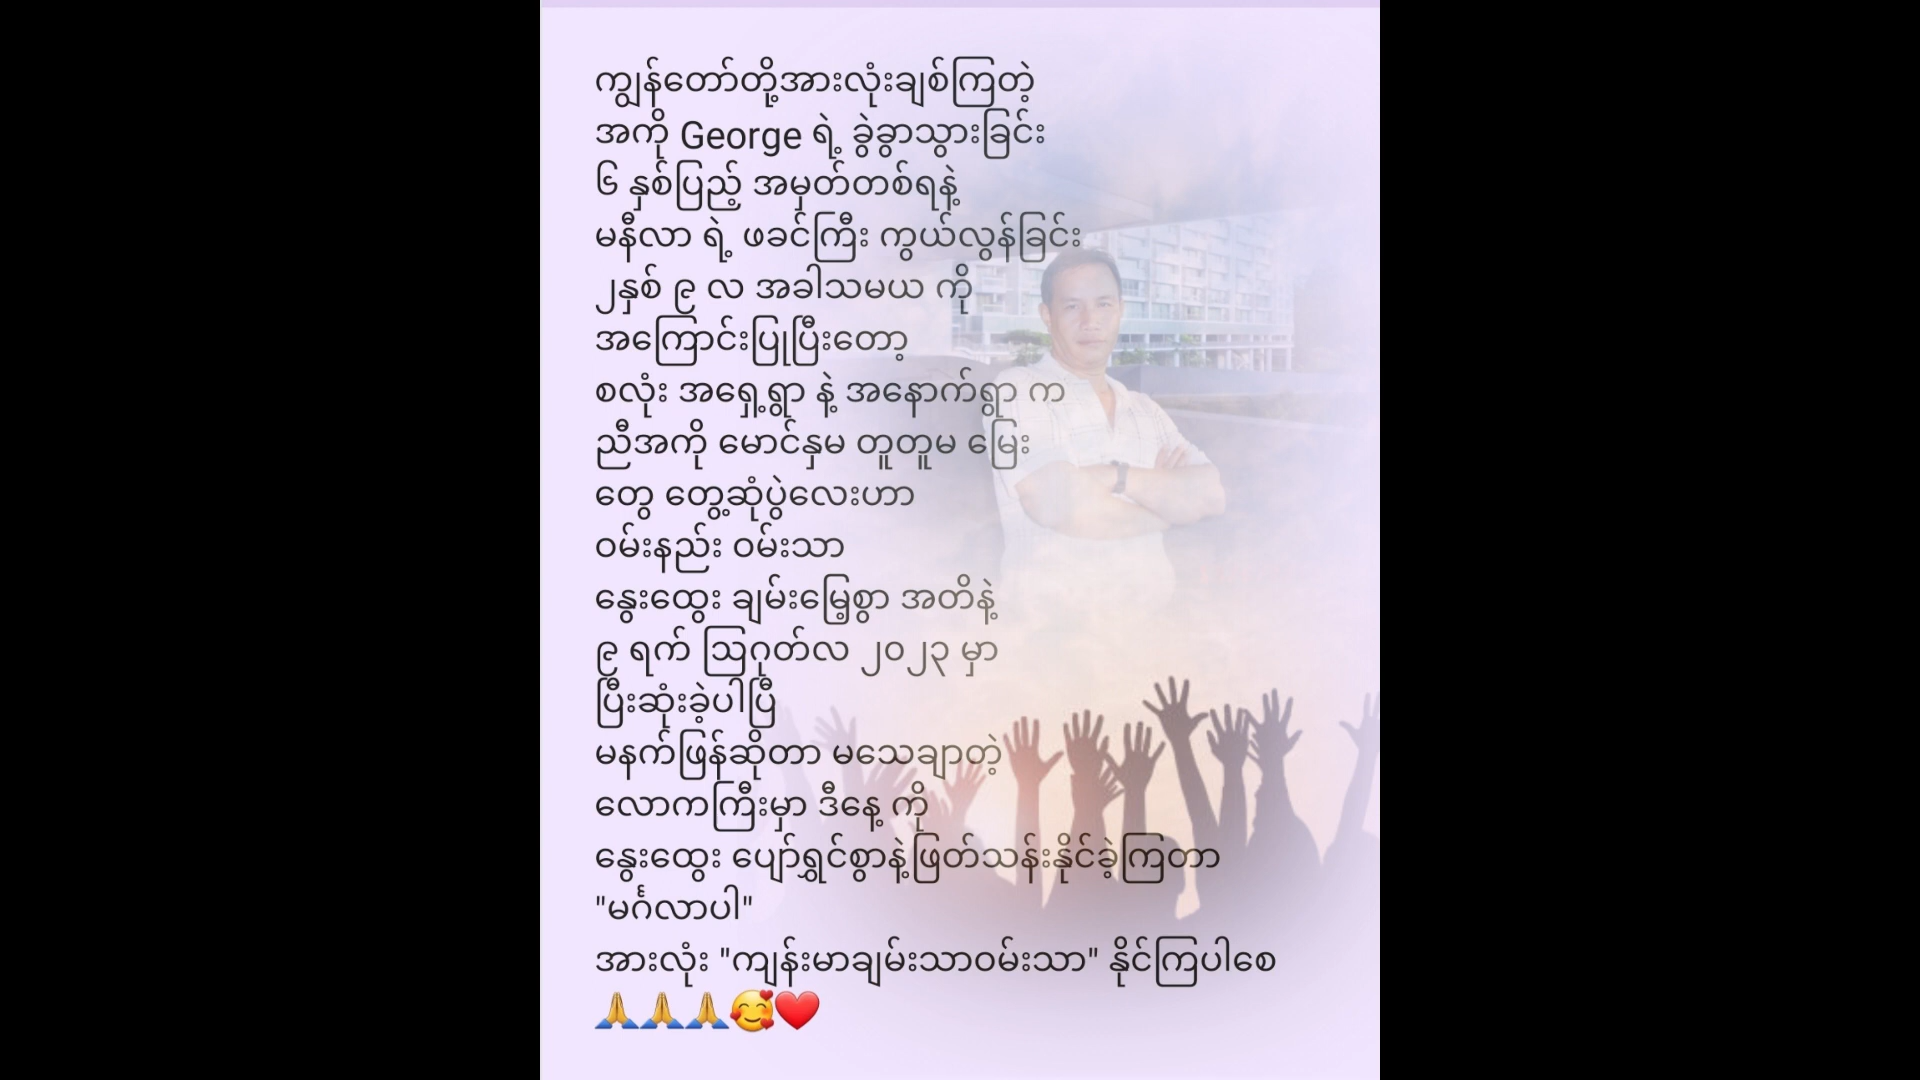 ကျွန်တော်တို့အားလုံးချစ်ကြတဲ့
အကို George ရဲ့ ခွဲခွာသွားခြင်း
၆ နှစ်ပြည့် အမှတ်တစ်ရနဲ့
မနီလာ ရဲ့ ဖခင်ကြီး ကွယ်လွန်ခြင်း
၂နှစ် ၉ လ အခါသမယ ကို
အကြောင်းပြုပြီးတော့
စလုံး အရှေ့ရွာ နဲ့ အနောက်ရွာ က
ညီအကို မောင်နှမ တူတူမ မြေး
တွေ တွေ့ဆုံပွဲလေးဟာ
ဝမ်းနည်း ဝမ်းသာ
နွေးထွေး ချမ်းမြေ့စွာ အတိနဲ့
၉ ရက် ဩဂုတ်လ ၂၀၂၃ မှာ
ပြီးဆုံးခဲ့ပါပြီ
မနက်ဖြန်ဆိုတာ မသေချာတဲ့
လောကကြီးမှာ ဒီနေ့ ကို
နွေးထွေး ပျော်ရွှင်စွာနဲ့ဖြတ်သန်းနိုင်ခဲ့ကြတာ
"မင်္ဂလာပါ"
အားလုံး "ကျန်းမာချမ်းသာဝမ်းသာ" နိုင်ကြပါစေ
🙏🙏🙏🥰❤️